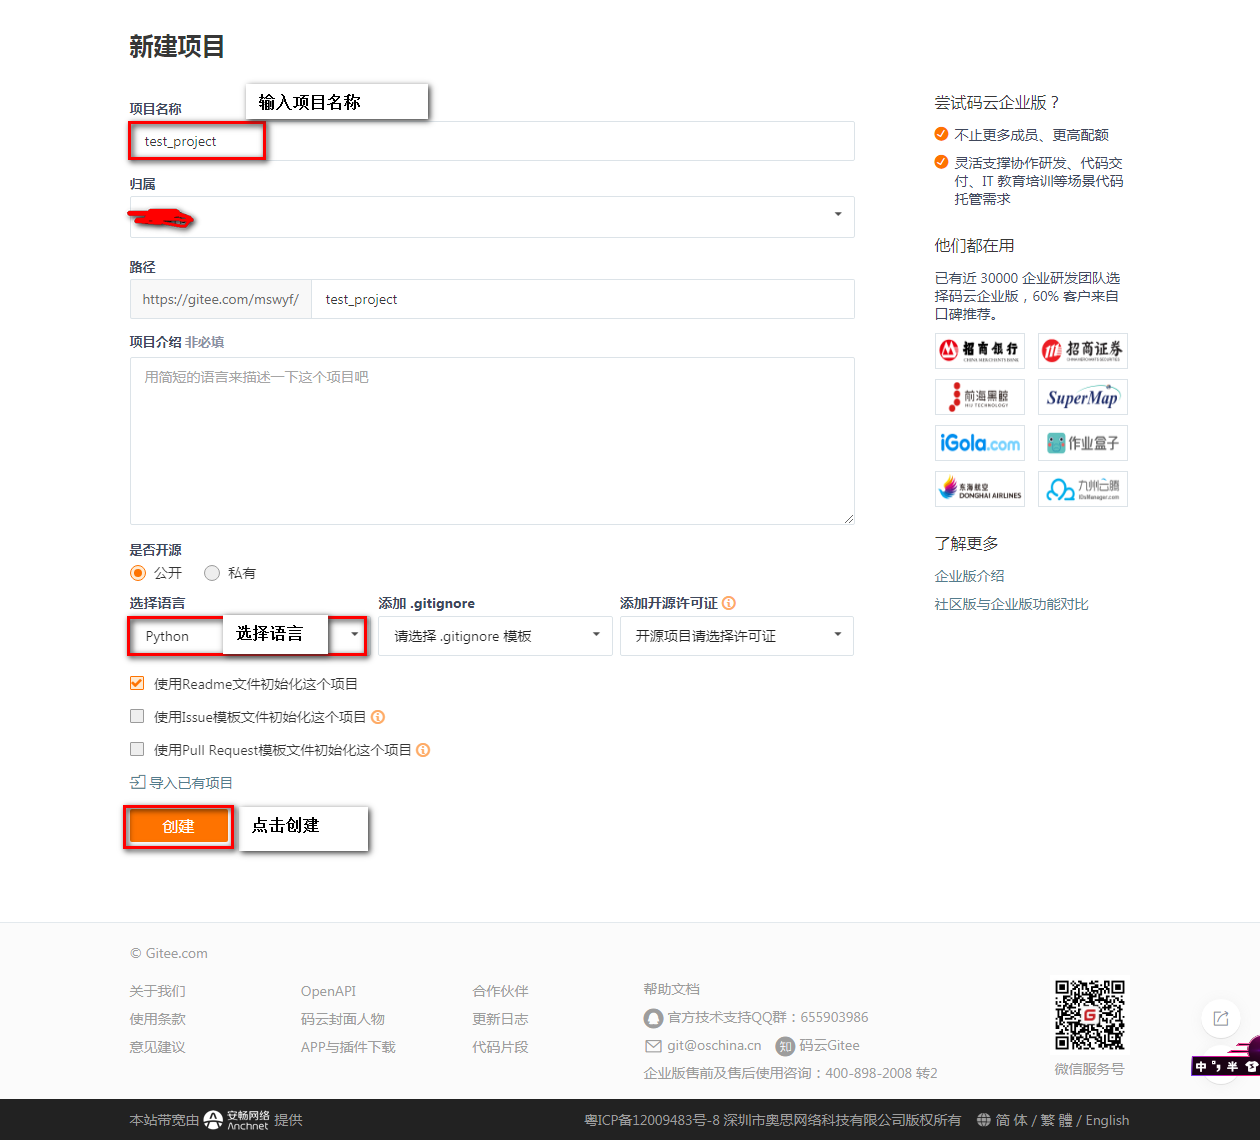 新建项目
项目名称
输入项目名称
test_project
归属
路径
https://gitee.com/mswyf/ test_project
项目介绍 非必填
用简短的语言来描述一下这个项目吧
是否开源
公开 私有
选择语言 添加 .gitignore 添加开源许可证
Python 选择语言 请选择 .gitignore 模板 开源项目请选择许可证
使用Readme文件初始化这个项目
使用Issue模板文件初始化这个项目
使用Pull Request模板文件初始化这个项目
导入已有项目
创建 点击创建
尝试码云企业版？
不止更多成员、更高配额
灵活支撑协作研发、代码交
付、IT 教育培训等场景代码
托管需求
他们都在用
已有近 30000 企业研发团队选
择码云企业版，60% 客户来自
口碑推荐。
招商银行
CHINA MERCHANTS BANK
招商证券
CHINA MERCHANTS SECURITIES
前海黑鲸
HIU TECHNOLOGY
SuperMap
iGola.com
作业盒子
东海航空
DONGHAI AIRLINES
九州云腾
IDsManager.com
了解更多
企业版介绍
社区版与企业版功能对比
© Gitee.com
关于我们
使用条款
意见建议
OpenAPI
码云封面人物
APP与插件下载
合作伙伴
更新日志
代码片段
帮助文档
官方技术支持QQ群：655903986
git@oschina.cn 知 码云Gitee
企业版售前及售后使用咨询：400-898-2008 转2
G
微信服务号
中 °, 半
本站带宽由 安畅网络 Anchnet 提供
粤ICP备12009483号-8 深圳市奥思网络科技有限公司版权所有 简 体 / 繁 體 / English